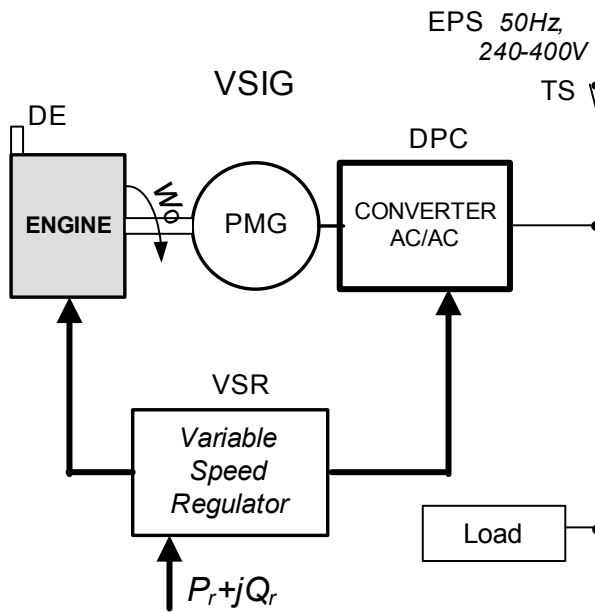 EPS 50Hz,
240-400V
VSIG
TS
DE
DPC
ENGINE
Wo
PMG
CONVERTER
AC/AC
VSR
Variable
Speed
Regulator
Load
Pr+jQr